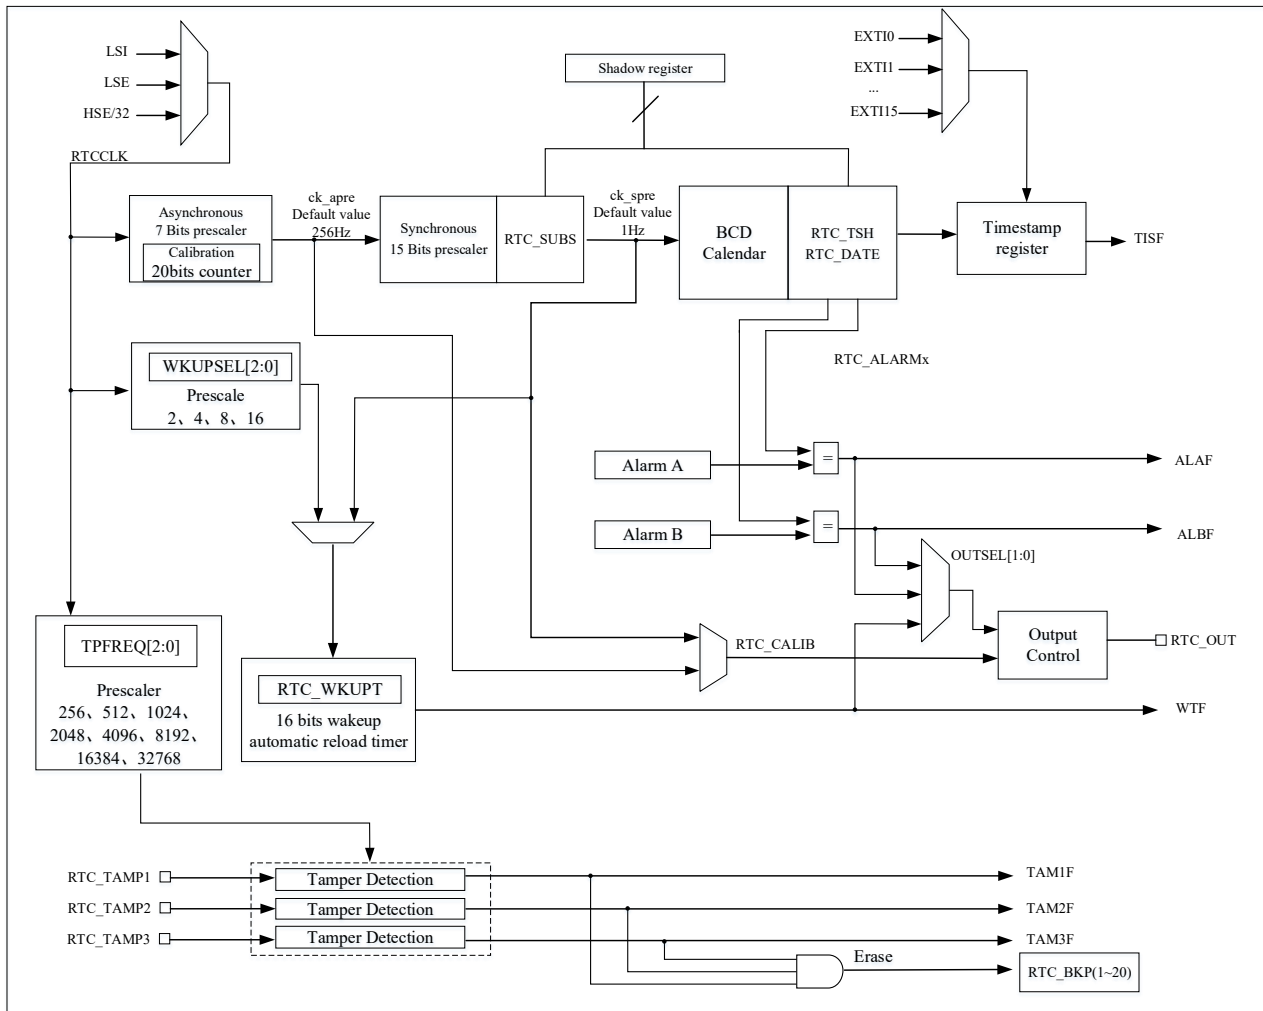 LSI
LSE
HSE/32
RTCCLK
Shadow register
EXTI0
EXTI1
...
EXTI15
Asynchronous
7 Bits prescaler
Calibration
20bits counter
ck_apre
Default value
256Hz
Synchronous
15 Bits prescaler
RTC_SUBS
ck_spre
Default value
1Hz
BCD
Calendar
RTC_TSH
RTC_DATE
Timestamp
register
TISF
WKUPSEL[2:0]
Prescale
2、4、8、16
RTC_ALARMx
Alarm A
=
ALAF
Alarm B
=
ALBF
OUTSEL[1:0]
TPFREQ[2:0]
Prescaler
256、512、1024、
2048、4096、8192、
16384、32768
RTC_WKUPT
16 bits wakeup
automatic reload timer
RTC_CALIB
Output
Control
RTC_OUT
WTF
RTC_TAMP1
Tamper Detection
TAM1F
RTC_TAMP2
Tamper Detection
TAM2F
RTC_TAMP3
Tamper Detection
TAM3F
Erase
RTC_BKP(1~20)